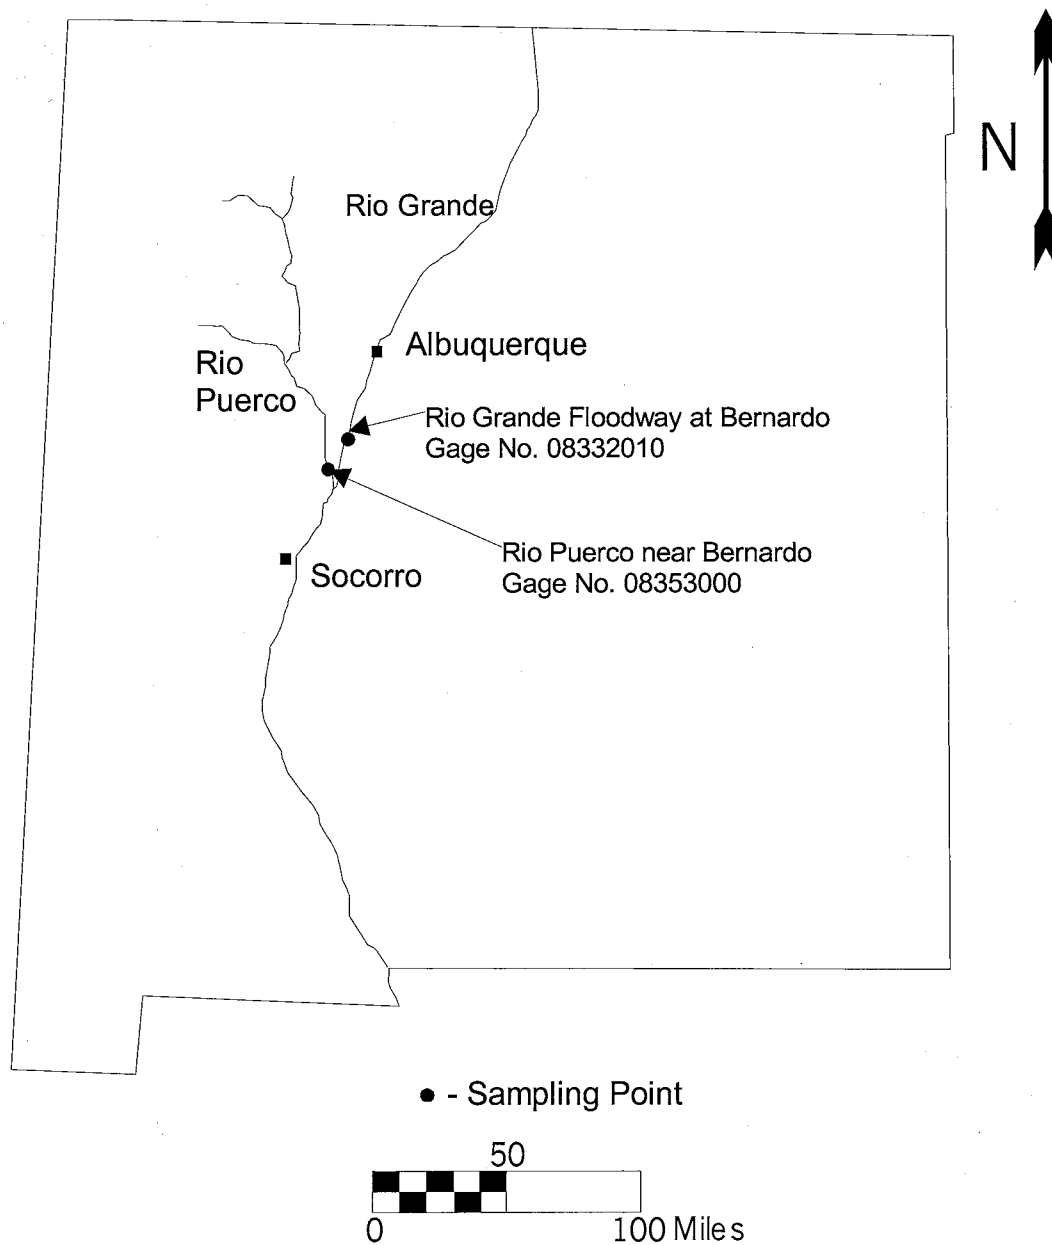 N
Rio Grande
Albuquerque
Rio
Puerco
Rio Grande Floodway at Bernardo
Gage No. 08332010
Rio Puerco near Bernardo
Gage No. 08353000
Socorro
- Sampling Point
50
0 100 Miles